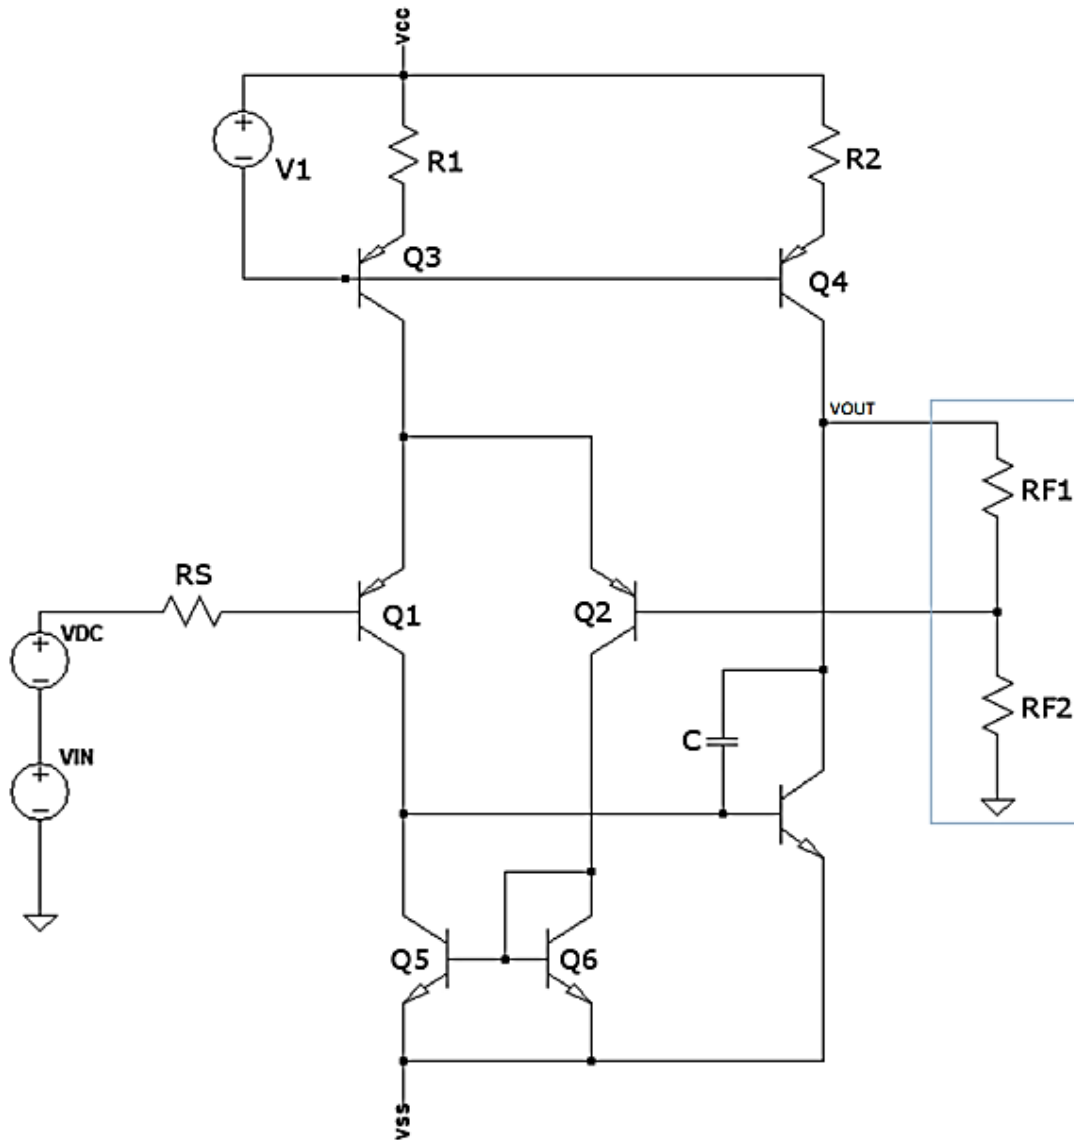 VCC
+
-
V1
R1
R2
Q3
Q4
VOUT
RF1
RS
Q1
Q2
+
VDC
-
RF2
C
VIN
+
-
Q5
Q6
VSS